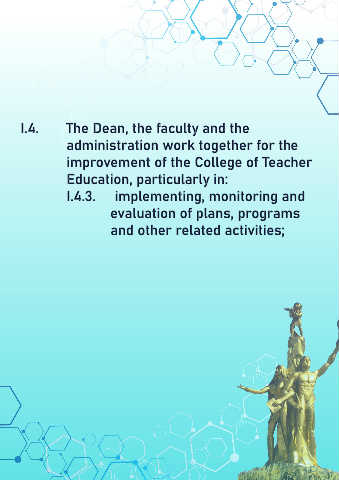 I.4. The Dean, the faculty and the
administration work together for the
improvement of the College of Teacher
Education, particularly in:
I.4.3. implementing, monitoring and
evaluation of plans, programs
and other related activities;